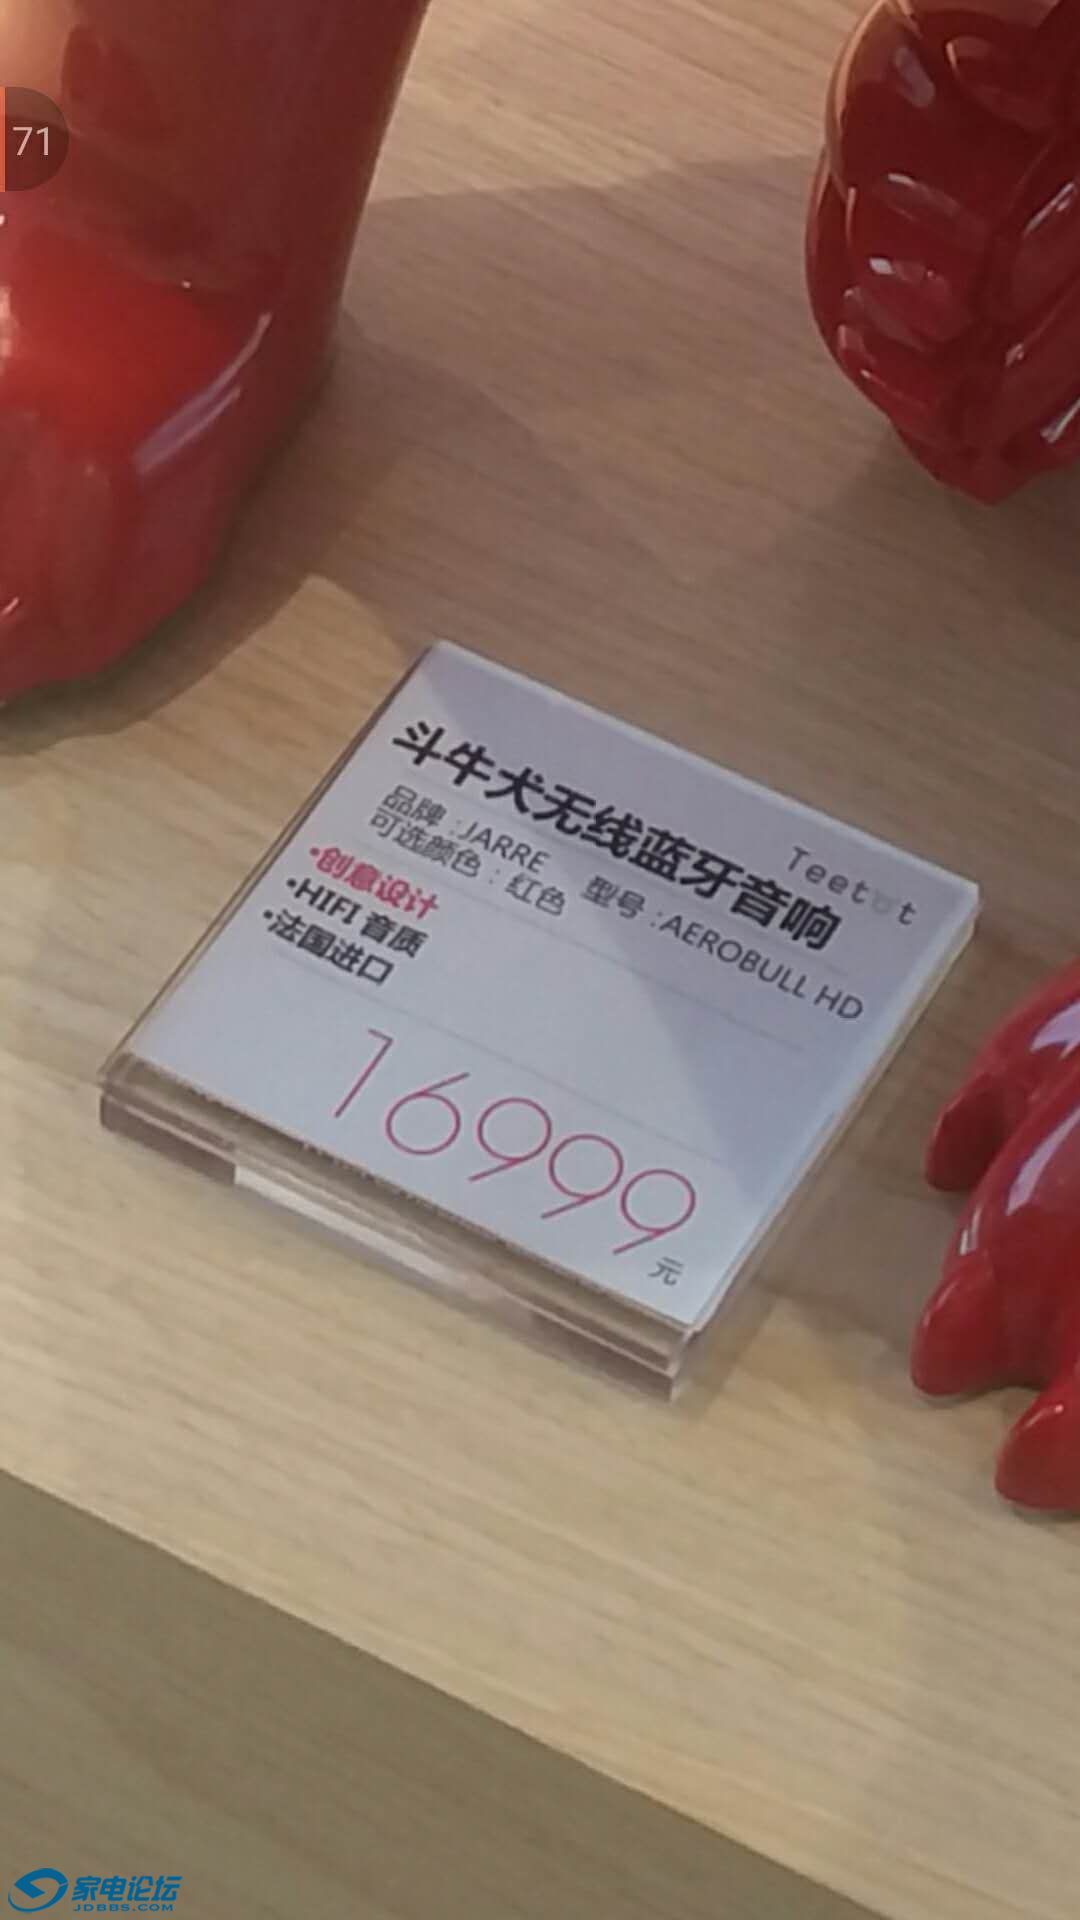 71
Teetot
斗牛犬无线蓝牙音响
品牌：JARRE 型号：AEROBULL HD
可选颜色：红色
·创意设计
·HIFI 音质
·法国进口
16999
元
家电论坛
JDBBS.COM